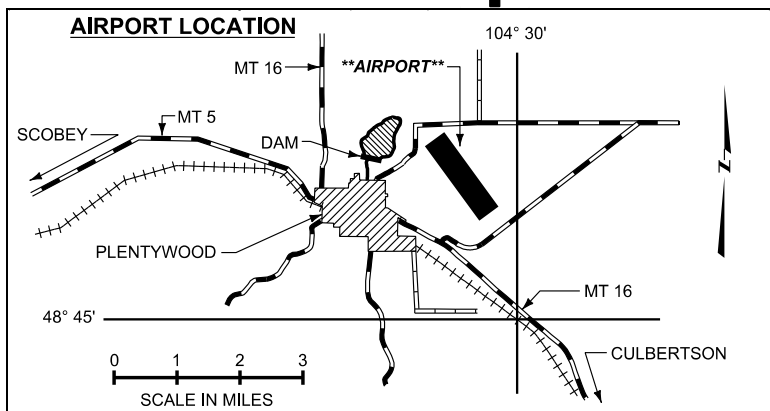 AIRPORT LOCATION
104° 30'
MT 16
**AIRPORT**
MT 5
SCOBEY
DAM
N
PLENTYWOOD
MT 16
48° 45'
CULBERTSON
0 1 2 3
SCALE IN MILES